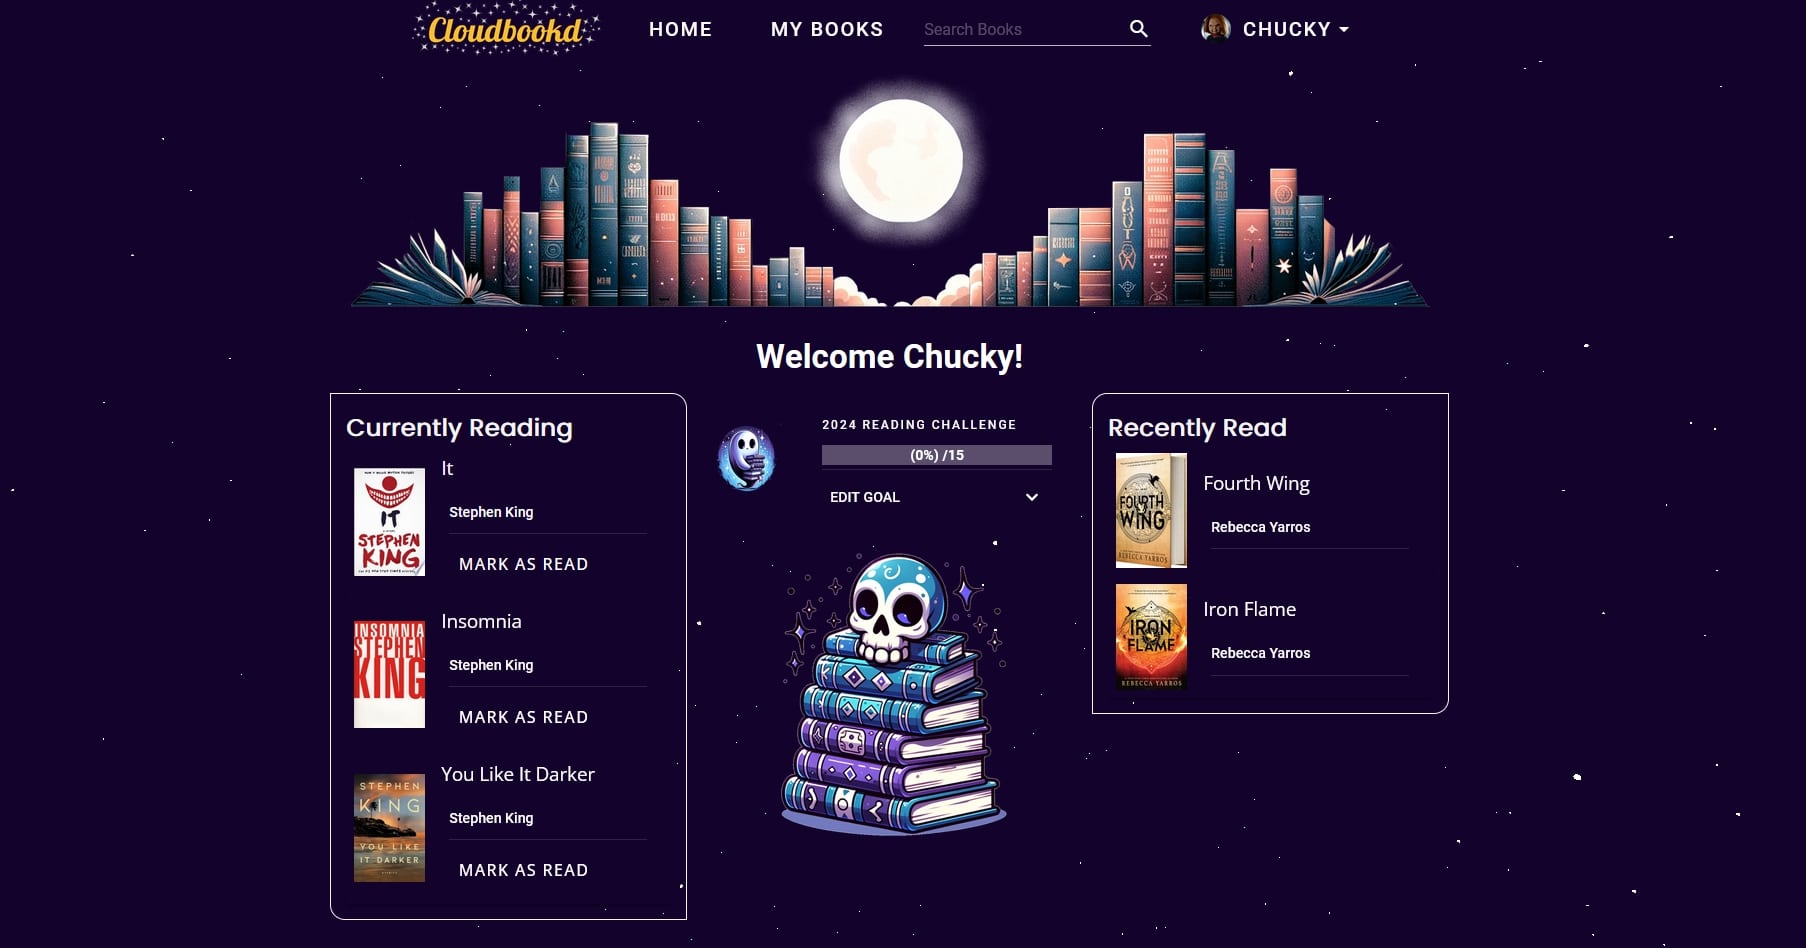 Cloudbookd
HOME
MY BOOKS
Search Books
CHUCKY
Welcome Chucky!
Currently Reading
It
Stephen King
MARK AS READ
IT
STEPHEN
KING
Insomnia
Stephen King
MARK AS READ
INSOMNIA
STEPHEN
KING
You Like It Darker
Stephen King
MARK AS READ
STEPHEN
KING
YOU LIKE
IT DARKER
2024 READING CHALLENGE
(0%) /15
EDIT GOAL
Recently Read
Fourth Wing
Rebecca Yarros
FOURTH
WING
REBECCA YARROS
Iron Flame
Rebecca Yarros
IRON
FLAME
REBECCA YARROS